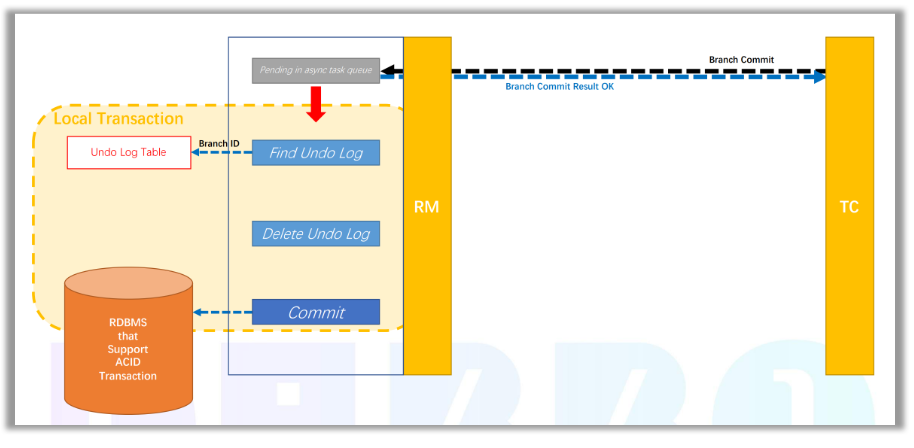 Branch Commit
Pending in async task queue
Branch Commit Result OK
Local Transaction
Branch ID
Undo Log Table
Find Undo Log
RM
TC
Delete Undo Log
Commit
RDBMS
that
Support
ACID
Transaction